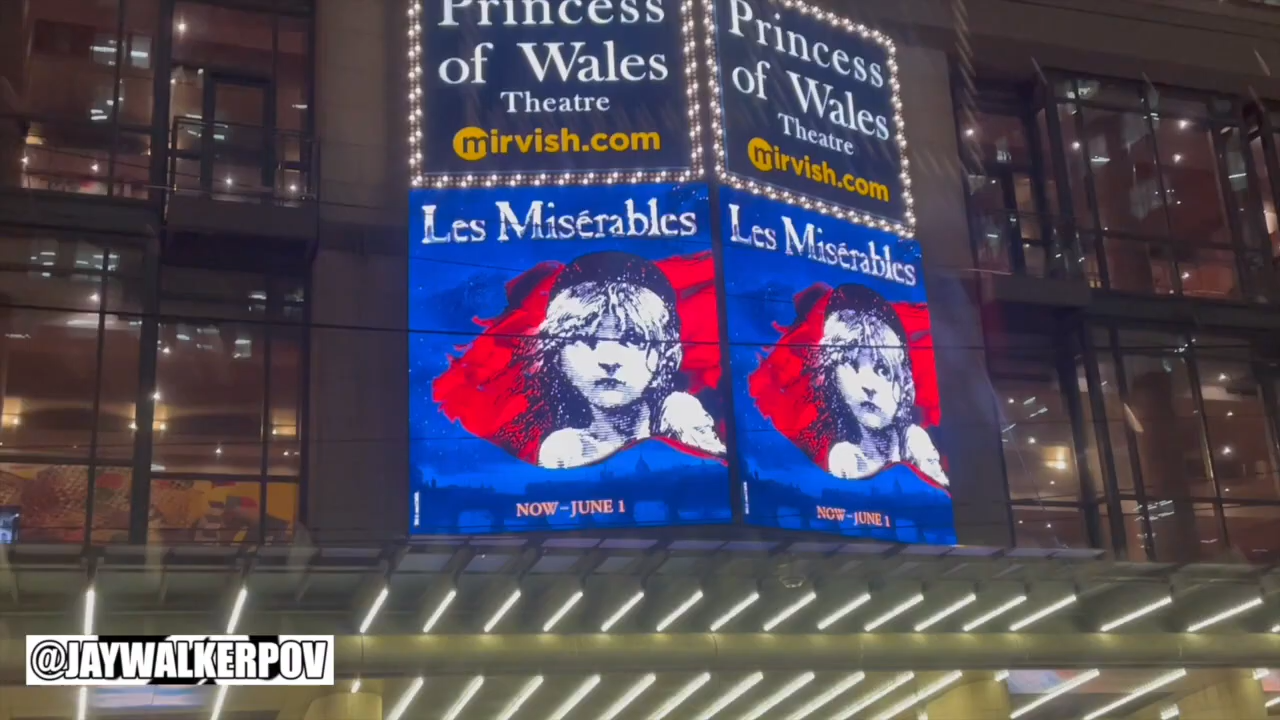 Princess
of Wales
Theatre
mirvish.com
Les Misérables
NOW – JUNE 1
Princess
of Wales
Theatre
mirvish.com
Les Misérables
NOW – JUNE 1
@JAYWALKERPOV